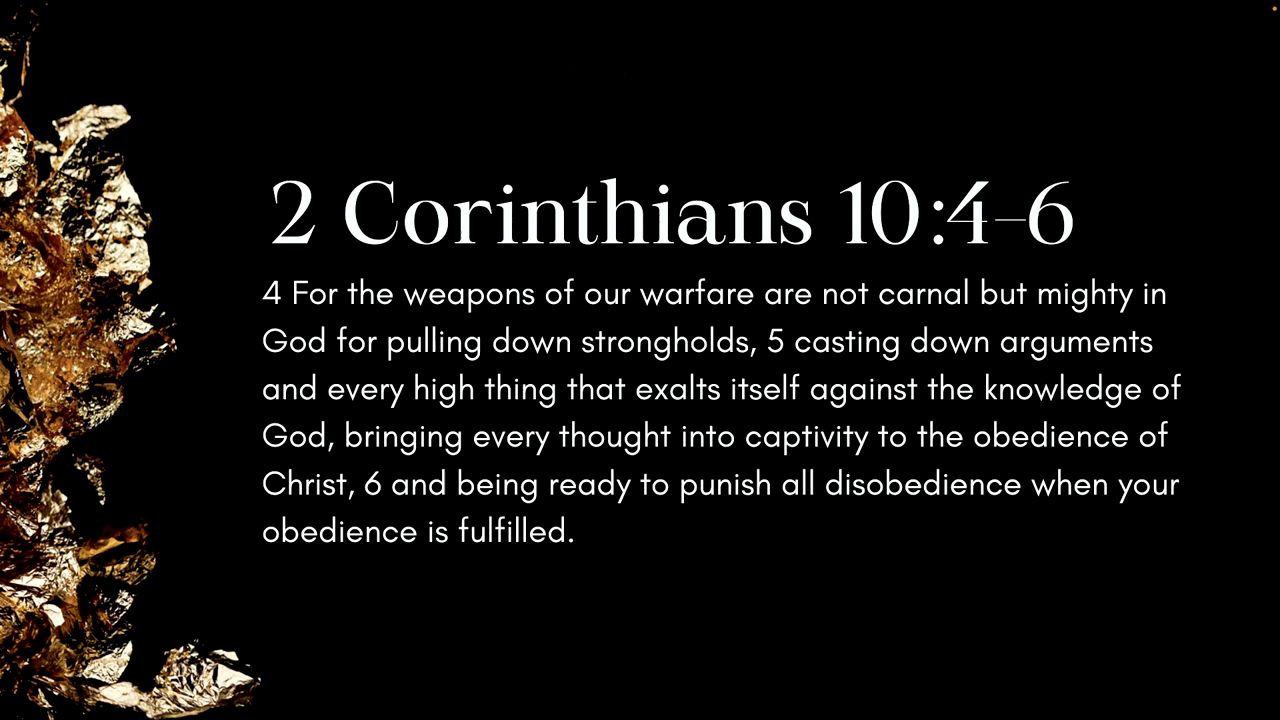 2 Corinthians 10:4–6
4 For the weapons of our warfare are not carnal but mighty in
God for pulling down strongholds, 5 casting down arguments
and every high thing that exalts itself against the knowledge of
God, bringing every thought into captivity to the obedience of
Christ, 6 and being ready to punish all disobedience when your
obedience is fulfilled.